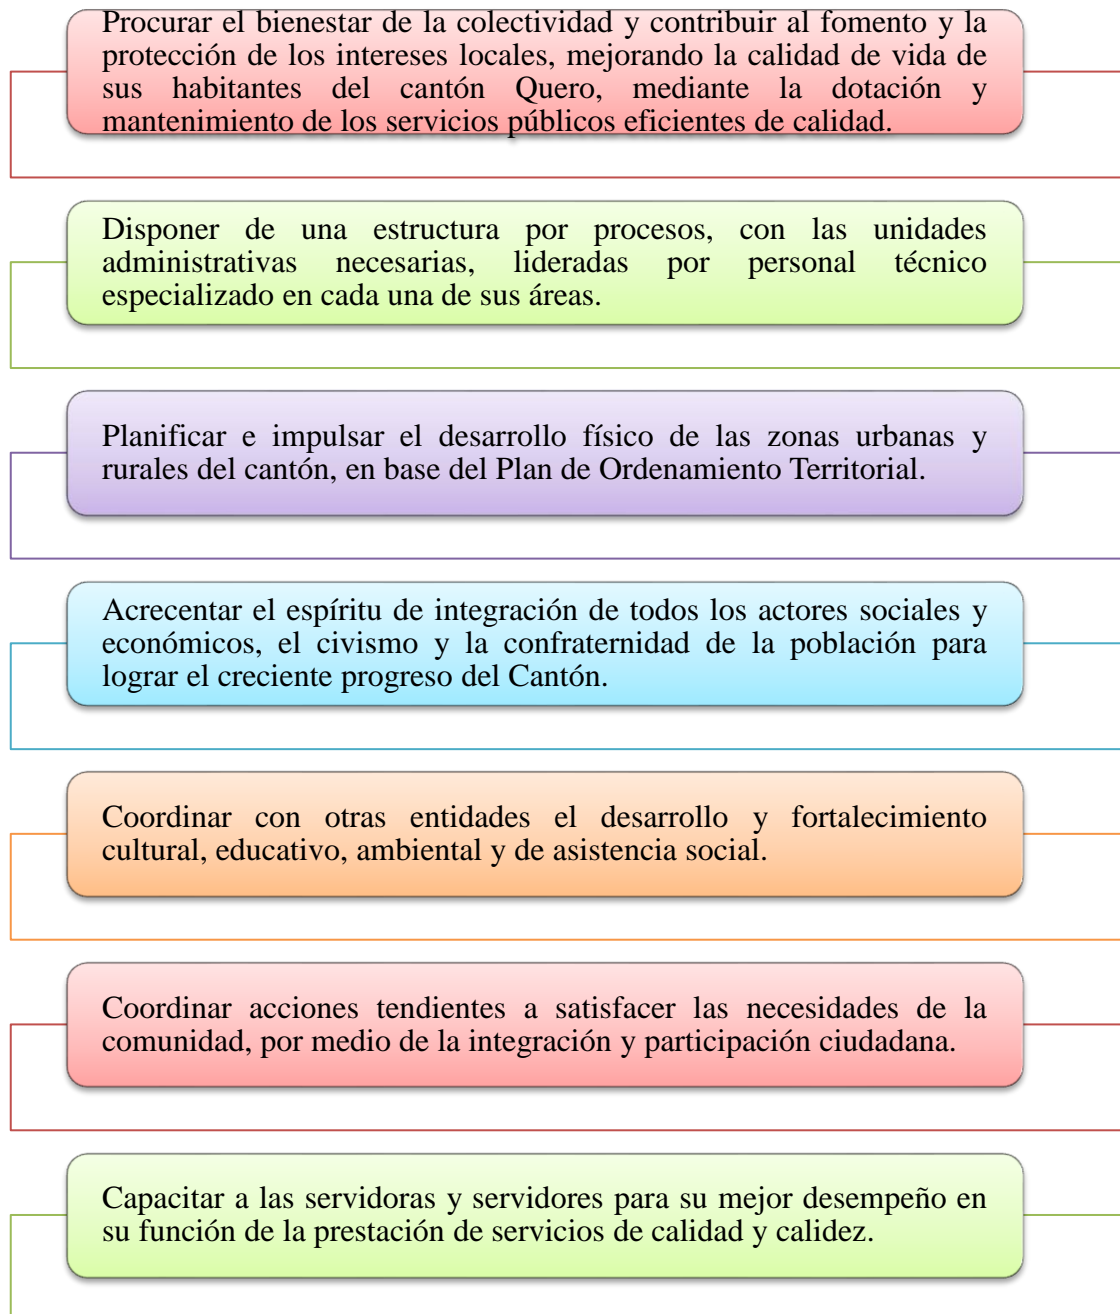 Procurar el bienestar de la colectividad y contribuir al fomento y la
protección de los intereses locales, mejorando la calidad de vida de
sus habitantes del cantón Quero, mediante la dotación y
mantenimiento de los servicios públicos eficientes de calidad.
Disponer de una estructura por procesos, con las unidades
administrativas necesarias, lideradas por personal técnico
especializado en cada una de sus áreas.
Planificar e impulsar el desarrollo físico de las zonas urbanas y
rurales del cantón, en base del Plan de Ordenamiento Territorial.
Acrecentar el espíritu de integración de todos los actores sociales y
económicos, el civismo y la confraternidad de la población para
lograr el creciente progreso del Cantón.
Coordinar con otras entidades el desarrollo y fortalecimiento
cultural, educativo, ambiental y de asistencia social.
Coordinar acciones tendientes a satisfacer las necesidades de la
comunidad, por medio de la integración y participación ciudadana.
Capacitar a las servidoras y servidores para su mejor desempeño en
su función de la prestación de servicios de calidad y calidez.